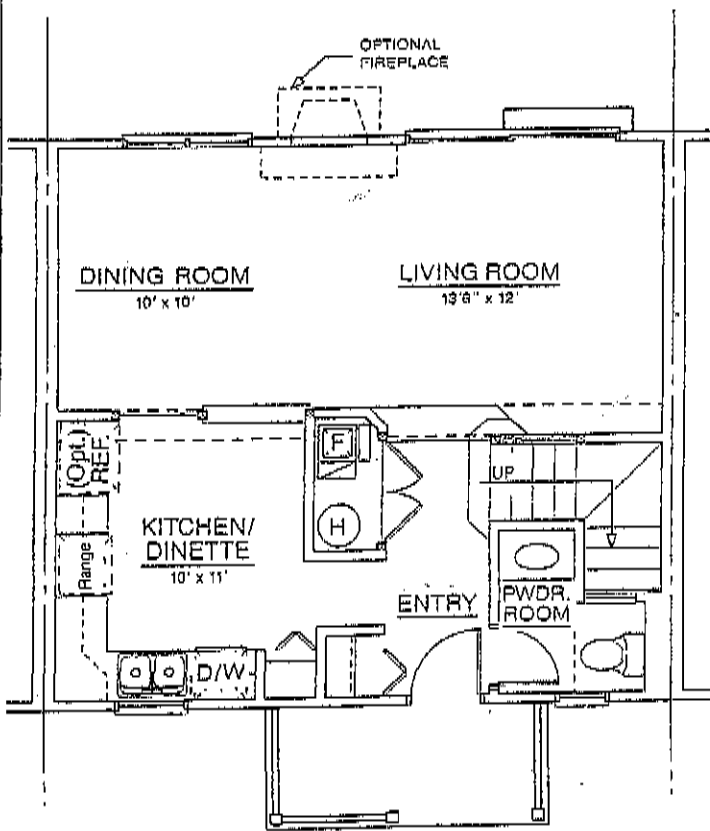 OPTIONAL
FIREPLACE
DINING ROOM
10' x 10'
LIVING ROOM
13'6" x 12'
(Opt.)
REF.
F
UP
H
KITCHEN/
DINETTE
10' x 11'
Range
ENTRY
PWDR.
ROOM
D/W